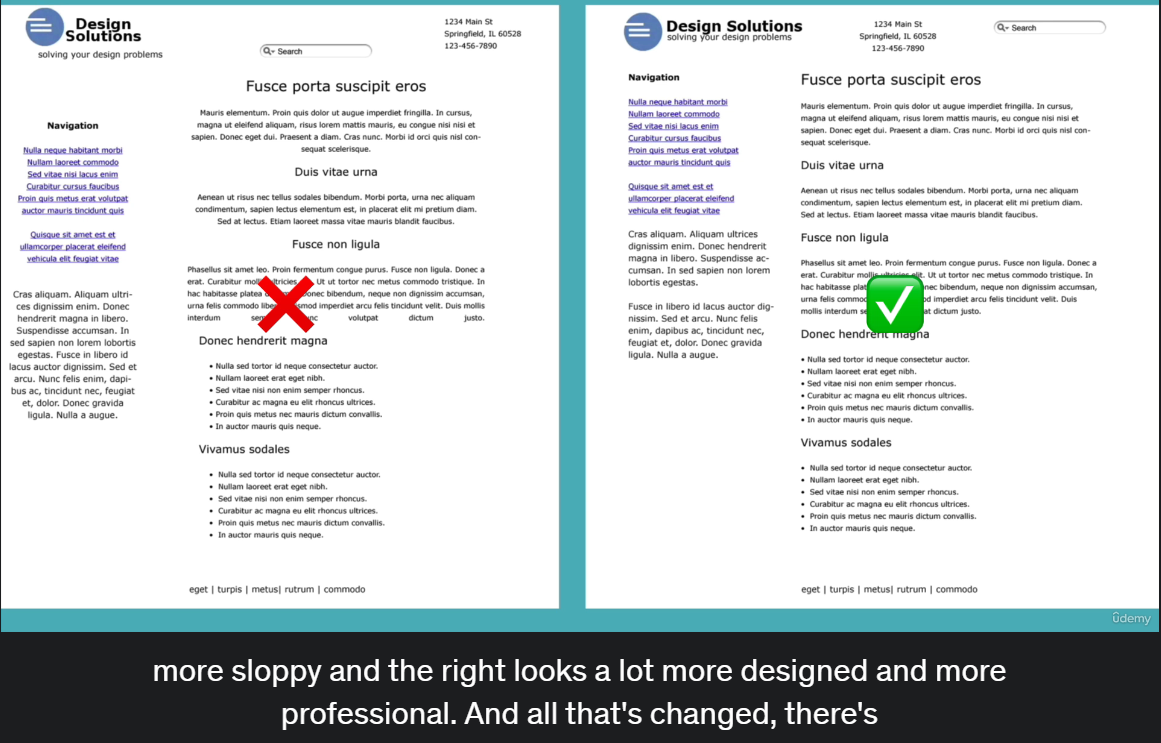 Design
Solutions
solving your design problems
Search
1234 Main St
Springfield, IL 60528
123-456-7890
Navigation
Nulla neque habitant morbi
Nullam laoreet commodo
Sed vitae nisi lacus enim
Curabitur cursus faucibus
Proin quis metus erat volutpat
auctor mauris tincidunt quis
Quisque sit amet est et
ullamcorper placerat eleifend
vehicula elit feugiat vitae
Cras aliquam. Aliquam ultri-
ces dignissim enim. Donec
hendrerit magna in libero.
Suspendisse accumsan. In
sed sapien non lorem lobortis
egestas. Fusce in libero id
lacus auctor dignissim. Sed et
arcu. Nunc felis enim, dapi-
bus ac, tincidunt nec, feugiat
et, dolor. Donec gravida
ligula. Nulla a augue.
Fusce porta suscipit eros
Mauris elementum. Proin quis dolor ut augue imperdiet fringilla. In cursus,
magna ut eleifend aliquam, risus lorem mattis mauris, eu congue nisi nisi et
sapien. Donec eget dui. Praesent a diam. Cras nunc. Morbi id orci quis nisl con-
sequat scelerisque.
Duis vitae urna
Aenean ut risus nec tellus sodales bibendum. Morbi porta, urna nec aliquam
condimentum, sapien lectus elementum est, in placerat elit mi pretium diam.
Sed at lectus. Etiam laoreet massa vitae mauris blandit faucibus.
Fusce non ligula
Phasellus sit amet leo. Proin fermentum congue purus. Fusce non ligula. Donec a
erat. Curabitur ultricies Ut ut tortor nec metus commodo tristique. In
hac habitasse platea bibendum, neque non dignissim accumsan,
urna felis commodo imperdiet arcu felis tincidunt velit. Duis mollis
interdum volutpat dictum justo.
Donec hendrerit magna
• Nulla sed tortor id neque consectetur auctor.
• Nullam laoreet erat eget nibh.
• Sed vitae nisi non enim semper rhoncus.
• Curabitur ac magna eu elit rhoncus ultrices.
• Proin quis metus nec mauris dictum convallis.
• In auctor mauris quis neque.
Vivamus sodales
• Nulla sed tortor id neque consectetur auctor.
• Nullam laoreet erat eget nibh.
• Sed vitae nisi non enim semper rhoncus.
• Curabitur ac magna eu elit rhoncus ultrices.
• Proin quis metus nec mauris dictum convallis.
• In auctor mauris quis neque.
eget | turpis | metus| rutrum | commodo
Design Solutions
solving your design problems
1234 Main St
Springfield, IL 60528
123-456-7890
Search
Navigation
Nulla neque habitant morbi
Nullam laoreet commodo
Sed vitae nisi lacus enim
Curabitur cursus faucibus
Proin quis metus erat volutpat
auctor mauris tincidunt quis
Quisque sit amet est et
ullamcorper placerat eleifend
vehicula elit feugiat vitae
Cras aliquam. Aliquam ultrices
dignissim enim. Donec hendrerit
magna in libero. Suspendisse ac-
cumsan. In sed sapien non lorem
lobortis egestas.
Fusce in libero id lacus auctor dig-
nissim. Sed et arcu. Nunc felis
enim, dapibus ac, tincidunt nec,
feugiat et, dolor. Donec gravida
ligula. Nulla a augue.
Fusce porta suscipit eros
Mauris elementum. Proin quis dolor ut augue imperdiet fringilla. In cursus,
magna ut eleifend aliquam, risus lorem mattis mauris, eu congue nisi nisi et
sapien. Donec eget dui. Praesent a diam. Cras nunc. Morbi id orci quis nisl con-
sequat scelerisque.
Duis vitae urna
Aenean ut risus nec tellus sodales bibendum. Morbi porta, urna nec aliquam
condimentum, sapien lectus elementum est, in placerat elit mi pretium diam.
Sed at lectus. Etiam laoreet massa vitae mauris blandit faucibus.
Fusce non ligula
Phasellus sit amet leo. Proin fermentum congue purus. Fusce non ligula. Donec a
erat. Curabitur mollis ultricies elit. Ut ut tortor nec metus commodo tristique. In
hac habitasse platea bibendum, neque non dignissim accumsan,
urna felis commodo imperdiet arcu felis tincidunt velit. Duis
mollis interdum volutpat dictum justo.
Donec hendrerit magna
• Nulla sed tortor id neque consectetur auctor.
• Nullam laoreet erat eget nibh.
• Sed vitae nisi non enim semper rhoncus.
• Curabitur ac magna eu elit rhoncus ultrices.
• Proin quis metus nec mauris dictum convallis.
• In auctor mauris quis neque.
Vivamus sodales
• Nulla sed tortor id neque consectetur auctor.
• Nullam laoreet erat eget nibh.
• Sed vitae nisi non enim semper rhoncus.
• Curabitur ac magna eu elit rhoncus ultrices.
• Proin quis metus nec mauris dictum convallis.
• In auctor mauris quis neque.
eget | turpis | metus| rutrum | commodo
ûdemy
more sloppy and the right looks a lot more designed and more
professional. And all that's changed, there's